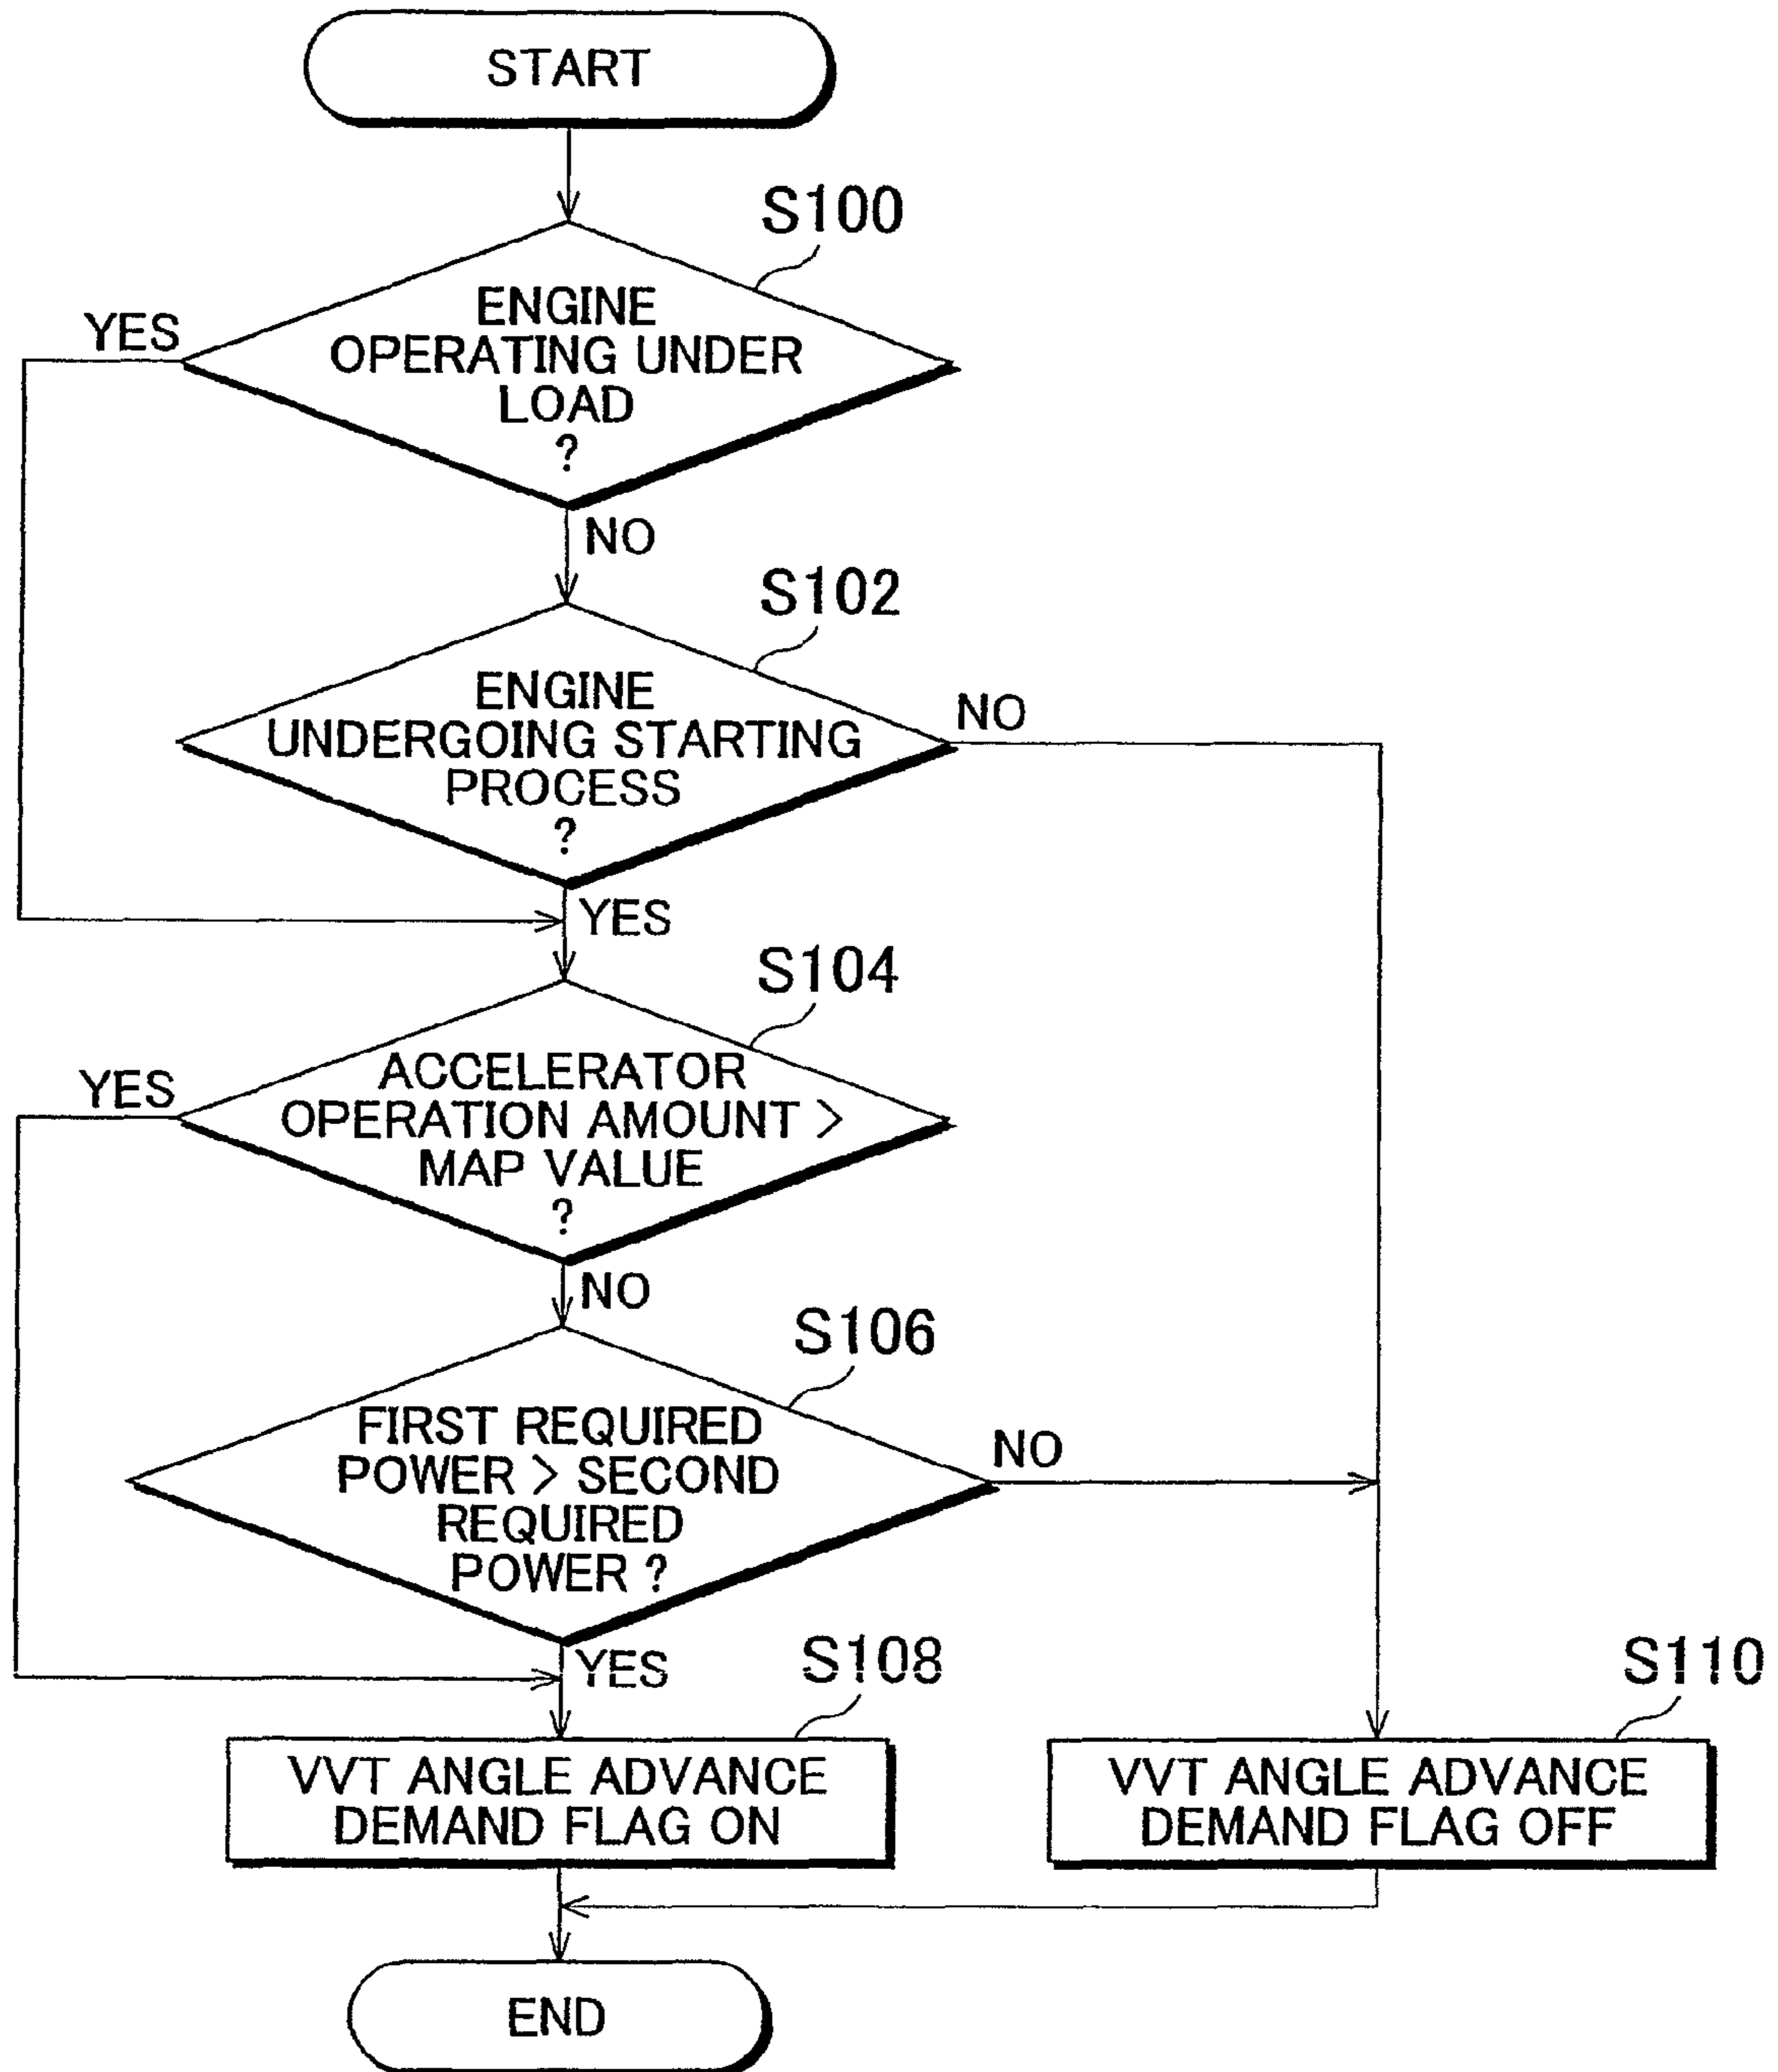 START
S100
YES
ENGINE
OPERATING UNDER
LOAD
?
NO
S102
ENGINE
UNDERGOING STARTING
PROCESS
?
NO
YES
S104
YES
ACCELERATOR
OPERATION AMOUNT >
MAP VALUE
?
NO
S106
FIRST REQUIRED
POWER > SECOND
REQUIRED
POWER ?
NO
YES
S108
VVT ANGLE ADVANCE
DEMAND FLAG ON
S110
VVT ANGLE ADVANCE
DEMAND FLAG OFF
END